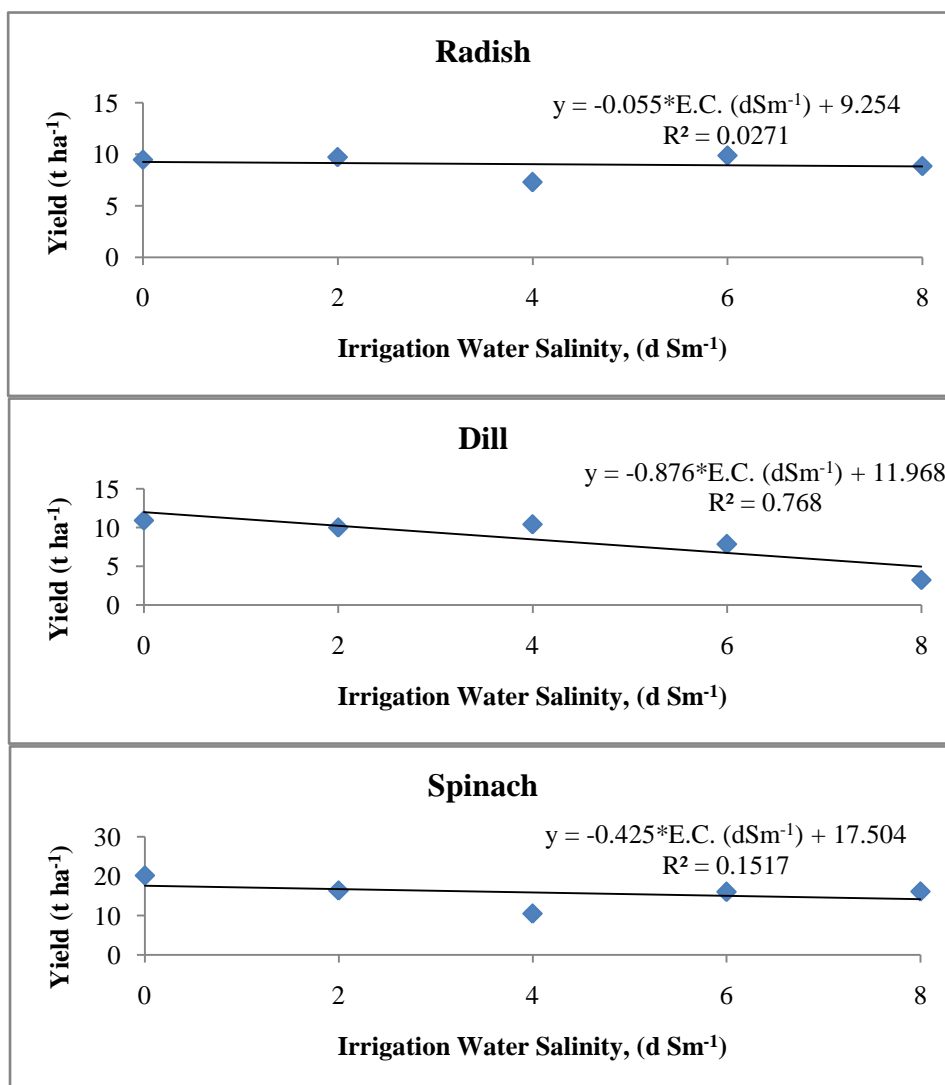 Radish
y = -0.055*E.C. (dSm⁻¹) + 9.254
R² = 0.0271
15
10
5
0
Yield (t ha⁻¹)
0 2 4 6 8
Irrigation Water Salinity, (d Sm⁻¹)
Dill
y = -0.876*E.C. (dSm⁻¹) + 11.968
R² = 0.768
15
10
5
0
Yield (t ha⁻¹)
0 2 4 6 8
Irrigation Water Salinity, (d Sm⁻¹)
Spinach
y = -0.425*E.C. (dSm⁻¹) + 17.504
R² = 0.1517
30
20
10
0
Yield (t ha⁻¹)
0 2 4 6 8
Irrigation Water Salinity, (d Sm⁻¹)